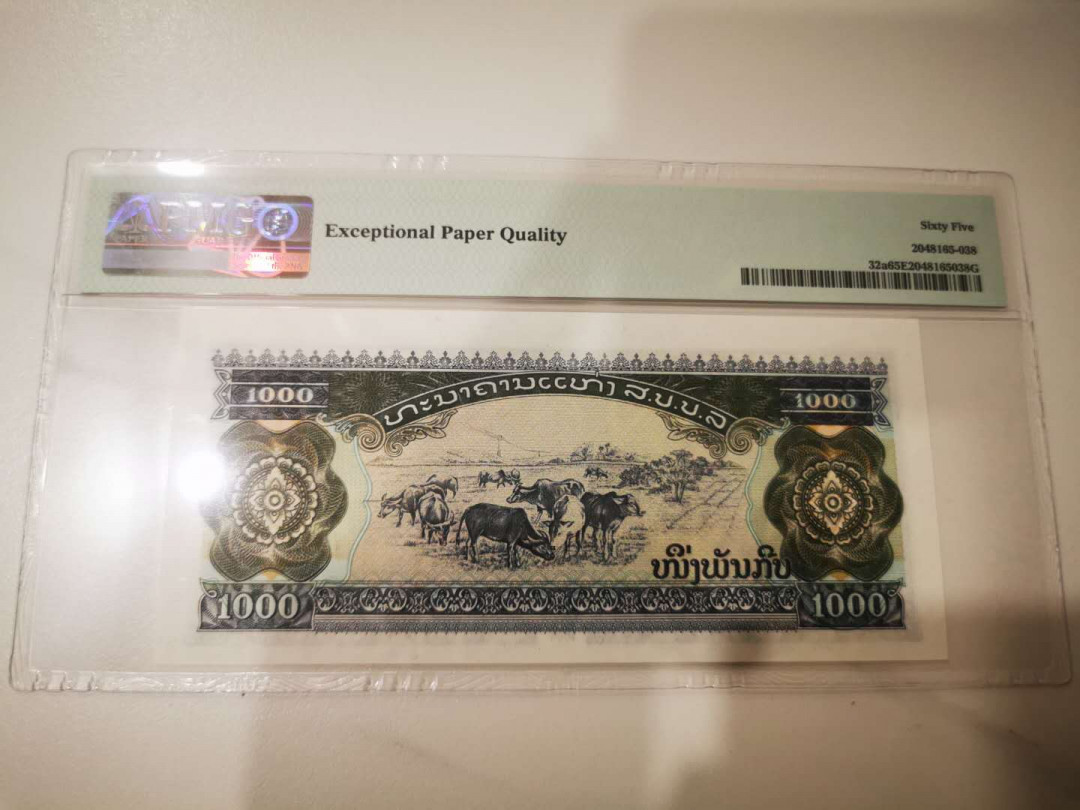 PMG
Exceptional Paper Quality
Sixty Five
2048165-038
32a65E2048165038G
1000
ທະນາຄານແຫ່ງ ສ.ປ.ປ.ລ
1000
ໜຶ່ງພັນກີບ
1000
1000